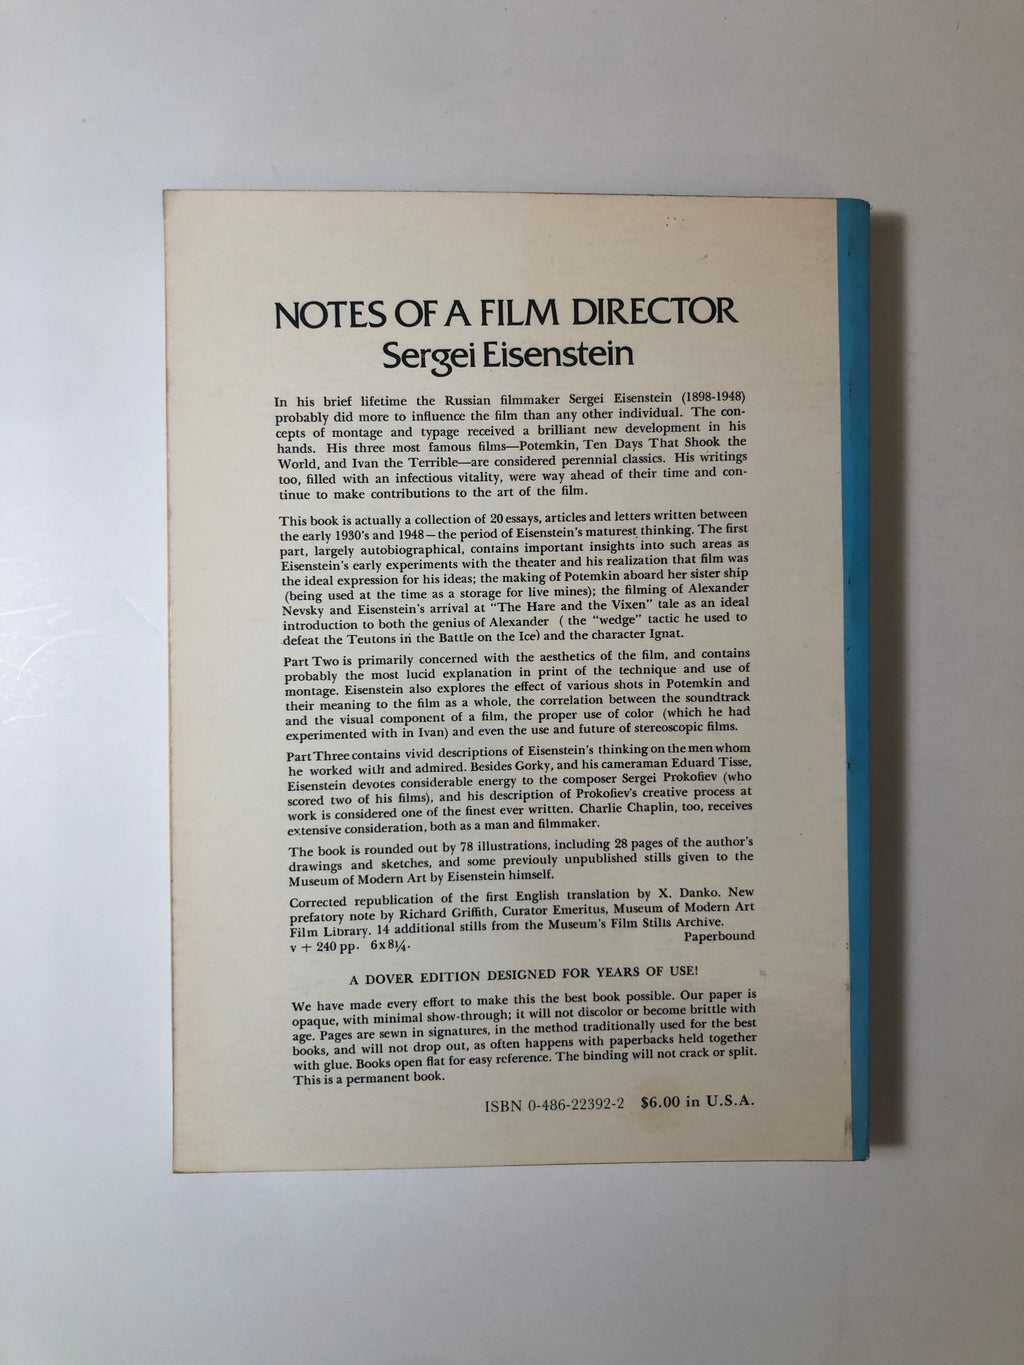 NOTES OF A FILM DIRECTOR
Sergei Eisenstein
In his brief lifetime the Russian filmmaker Sergei Eisenstein (1898-1948)
probably did more to influence the film than any other individual. The con-
cepts of montage and typage received a brilliant new development in his
hands. His three most famous films—Potemkin, Ten Days That Shook the
World, and Ivan the Terrible—are considered perennial classics. His writings
too, filled with an infectious vitality, were way ahead of their time and con-
tinue to make contributions to the art of the film.
This book is actually a collection of 20 essays, articles and letters written between
the early 1930's and 1948—the period of Eisenstein's maturest thinking. The first
part, largely autobiographical, contains important insights into such areas as
Eisenstein's early experiments with the theater and his realization that film was
the ideal expression for his ideas; the making of Potemkin aboard her sister ship
(being used at the time as a storage for live mines); the filming of Alexander
Nevsky and Eisenstein's arrival at "The Hare and the Vixen" tale as an ideal
introduction to both the genius of Alexander ( the "wedge" tactic he used to
defeat the Teutons in the Battle on the Ice) and the character Ignat.
Part Two is primarily concerned with the aesthetics of the film, and contains
probably the most lucid explanation in print of the technique and use of
montage. Eisenstein also explores the effect of various shots in Potemkin and
their meaning to the film as a whole, the correlation between the soundtrack
and the visual component of a film, the proper use of color (which he had
experimented with in Ivan) and even the use and future of stereoscopic films.
Part Three contains vivid descriptions of Eisenstein's thinking on the men whom
he worked with and admired. Besides Gorky, and his cameraman Eduard Tisse,
Eisenstein devotes considerable energy to the composer Sergei Prokofiev (who
scored two of his films), and his description of Prokofiev's creative process at
work is considered one of the finest ever written. Charlie Chaplin, too, receives
extensive consideration, both as a man and filmmaker.
The book is rounded out by 78 illustrations, including 28 pages of the author's
drawings and sketches, and some previouly unpublished stills given to the
Museum of Modern Art by Eisenstein himself.
Corrected republication of the first English translation by X. Danko. New
prefatory note by Richard Griffith, Curator Emeritus, Museum of Modern Art
Film Library. 14 additional stills from the Museum's Film Stills Archive.
v + 240 pp. 6 x 8¼. Paperbound
A DOVER EDITION DESIGNED FOR YEARS OF USE!
We have made every effort to make this the best book possible. Our paper is
opaque, with minimal show-through; it will not discolor or become brittle with
age. Pages are sewn in signatures, in the method traditionally used for the best
books, and will not drop out, as often happens with paperbacks held together
with glue. Books open flat for easy reference. The binding will not crack or split.
This is a permanent book.
ISBN 0-486-22392-2 $6.00 in U.S.A.